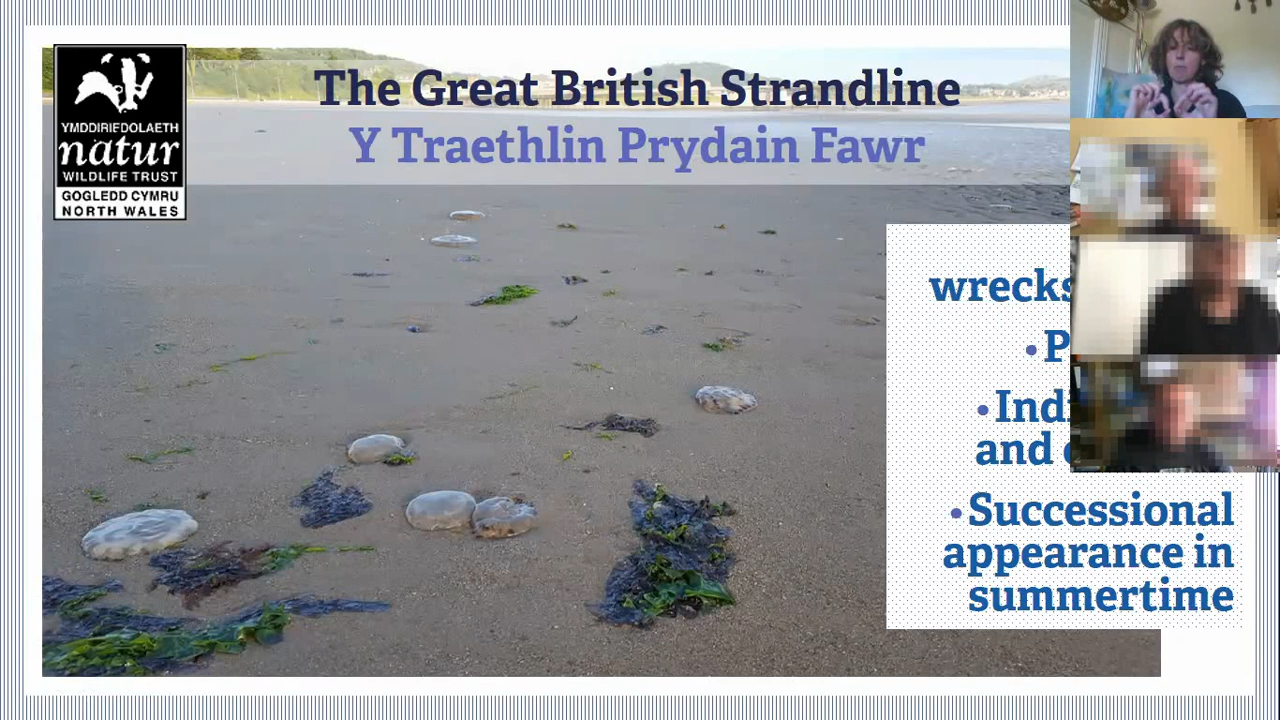 The Great British Strandline
Y Traethlin Prydain Fawr
YMDDIRIEDOLAETH
natur
WILDLIFE TRUST
GOGLEDD CYMRU
NORTH WALES
wrecks
•
•
and
• Successional
appearance in
summertime